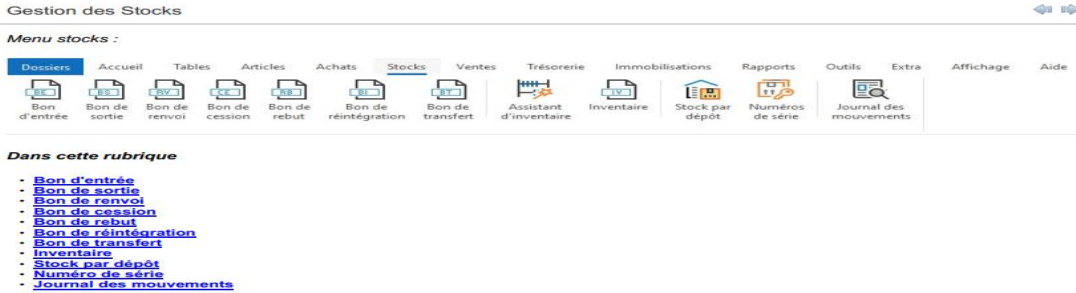 Gestion des Stocks
Menu stocks :
Dossiers Accueil Tables Articles Achats Stocks Ventes Trésorerie Immobilisations Rapports Outils Extra Affichage Aide
BE BS RV CE RB BI BT IV
Bon d'entrée Bon de sortie Bon de renvoi Bon de cession Bon de rebut Bon de réintégration Bon de transfert Assistant d'inventaire Inventaire Stock par dépôt Numéros de série Journal des mouvements
Dans cette rubrique
• Bon d'entrée
• Bon de sortie
• Bon de renvoi
• Bon de cession
• Bon de rebut
• Bon de réintégration
• Bon de transfert
• Inventaire
• Stock par dépôt
• Numéro de série
• Journal des mouvements